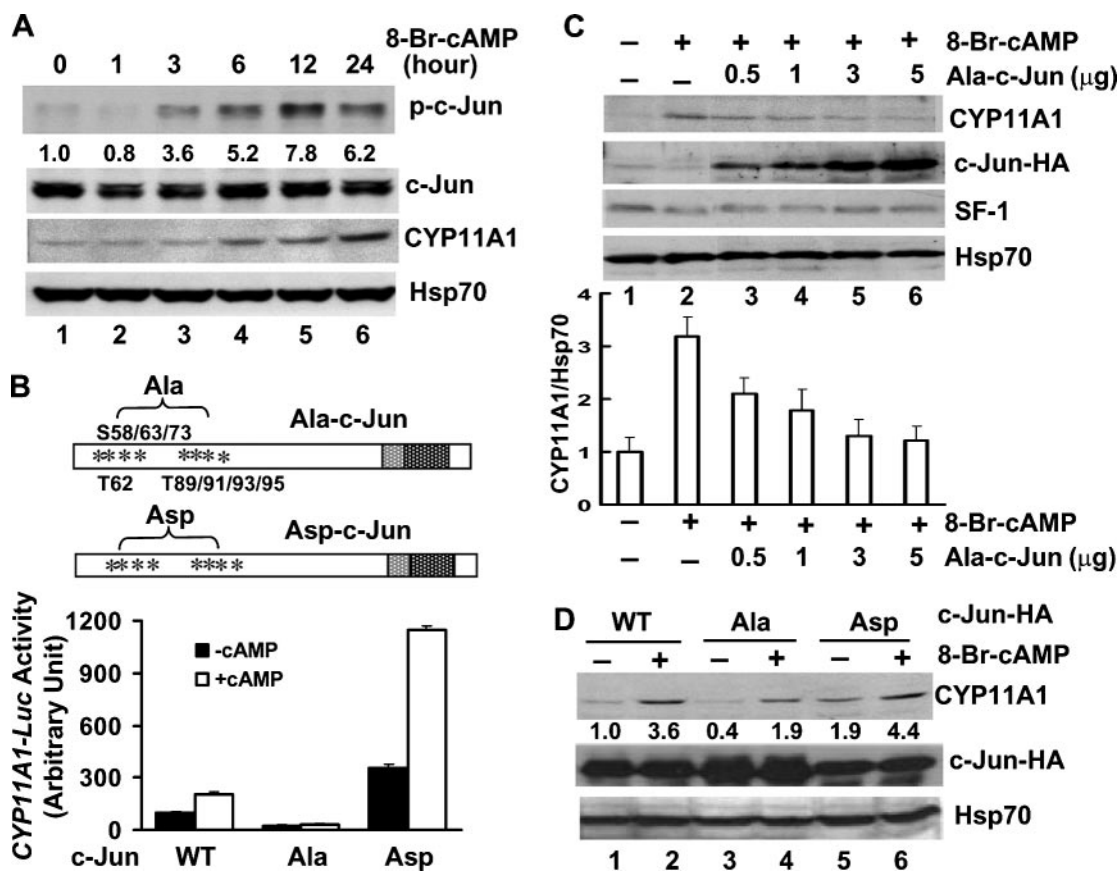 A
8-Br-cAMP
0 1 3 6 12 24 (hour)
p-c-Jun
1.0 0.8 3.6 5.2 7.8 6.2
c-Jun
CYP11A1
Hsp70
1 2 3 4 5 6
B
Ala
S58/63/73
Ala-c-Jun
**** ****
T62 T89/91/93/95
Asp
Asp-c-Jun
**** ****
CYP11A1-Luc Activity
(Arbitrary Unit)
1200
900
600
300
0
-cAMP
+cAMP
c-Jun WT Ala Asp
C
– + + + + + 8-Br-cAMP
– – 0.5 1 3 5 Ala-c-Jun (μg)
CYP11A1
c-Jun-HA
SF-1
Hsp70
1 2 3 4 5 6
CYP11A1/Hsp70
4
3
2
1
0
– + + + + + 8-Br-cAMP
– – 0.5 1 3 5 Ala-c-Jun (μg)
D
WT Ala Asp c-Jun-HA
– + – + – + 8-Br-cAMP
CYP11A1
1.0 3.6 0.4 1.9 1.9 4.4
c-Jun-HA
Hsp70
1 2 3 4 5 6